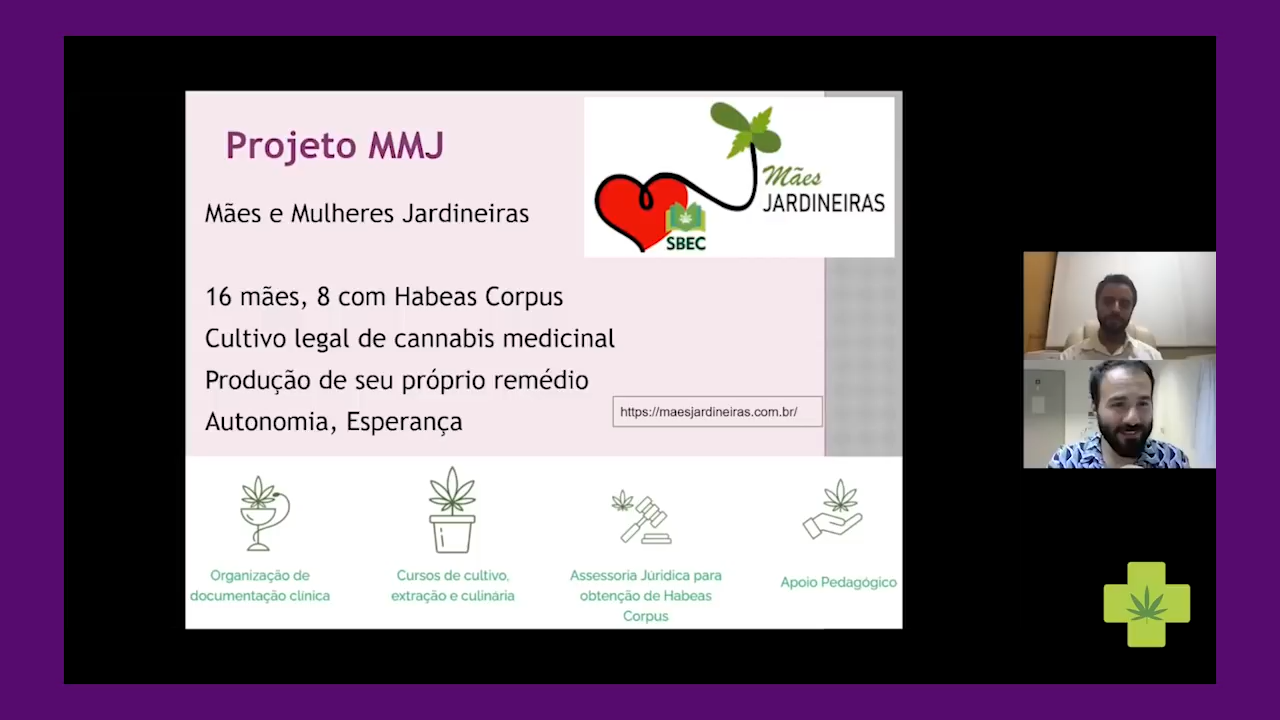 Projeto MMJ
Mães e Mulheres Jardineiras
Mães
JARDINEIRAS
SBEC
16 mães, 8 com Habeas Corpus
Cultivo legal de cannabis medicinal
Produção de seu próprio remédio
Autonomia, Esperança
https://maesjardineiras.com.br/
Organização de
documentação clínica
Cursos de cultivo,
extração e culinária
Assessoria Júridica para
obtenção de Habeas
Corpus
Apoio Pedagógico